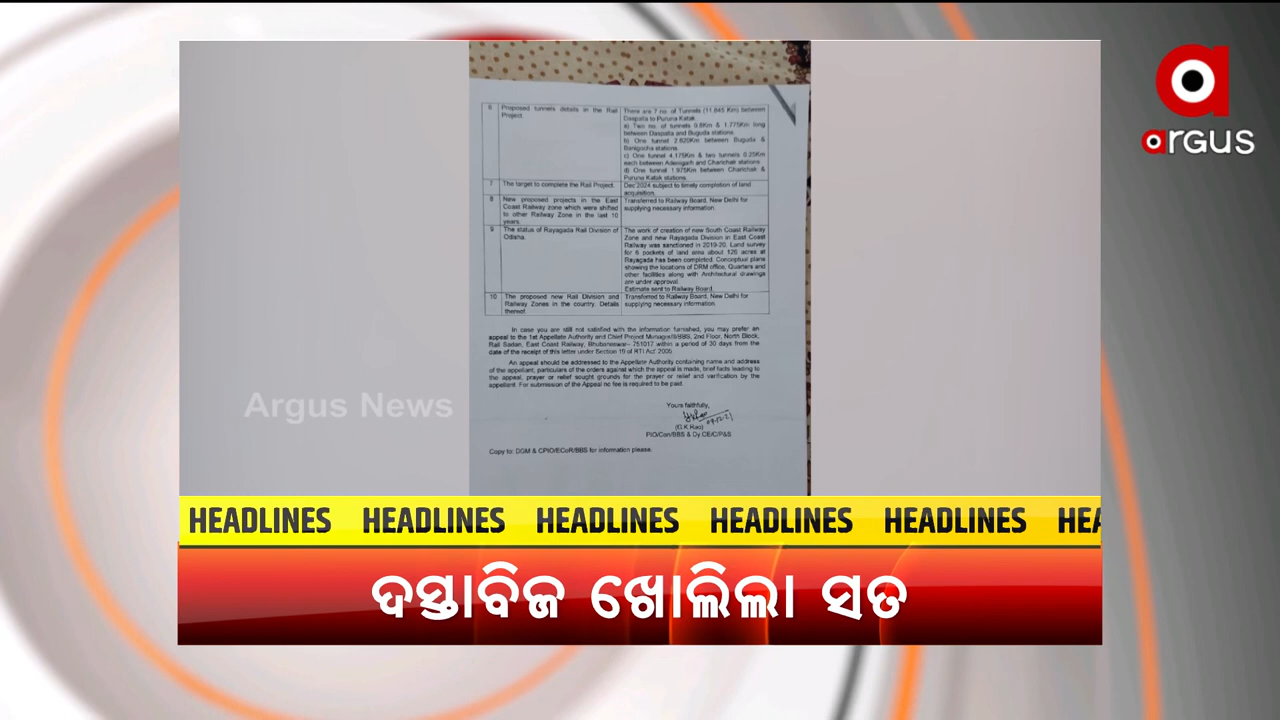 argus
6 Proposed tunnels details in the Rail Project.
There are 7 no. of Tunnels (11.845 Km) between
Daspalla to Puruna Katak.
a) Two no. of tunnels 0.8Km & 1.775Km long
between Daspalla and Buguda stations.
b) One tunnel 2.620Km between Buguda &
Banigocha stations.
c) One tunnel 4.175Km & two tunnels 0.25Km
each between Adenigarh and Charichak stations.
d) One tunnel 1.975Km between Charichak &
Puruna Katak stations.
7 The target to complete the Rail Project.
Dec'2024 subject to timely completion of land
acquisition.
8 New proposed projects in the East
Coast Railway zone which were shifted
to other Railway Zone in the last 10
years.
Transferred to Railway Board, New Delhi for
supplying necessary information.
9 The status of Rayagada Rail Division of
Odisha.
The work of creation of new South Coast Railway
Zone and new Rayagada Division in East Coast
Railway was sanctioned in 2019-20. Land survey
for 6 pockets of land area about 126 acres at
Rayagada has been completed. Conceptual plans
showing the locations of DRM office, Quarters and
other facilities along with Architectural drawings
are under approval.
Estimate sent to Railway Board.
10 The proposed new Rail Division and
Railway Zones in the country. Details
thereof.
Transferred to Railway Board, New Delhi for
supplying necessary information.
In case you are still not satisfied with the information furnished, you may prefer an
appeal to the 1st Appellate Authority and Chief Project Manager/II/BBS, 2nd Floor, North Block,
Rail Sadan, East Coast Railway, Bhubaneswar– 751017 within a period of 30 days from the
date of the receipt of this letter under Section 19 of RTI Act' 2005.
An appeal should be addressed to the Appellate Authority containing name and address
of the appellant, particulars of the orders against which the appeal is made, brief facts leading to
the appeal, prayer or relief sought grounds for the prayer or relief and verification by the
appellant. For submission of the Appeal no fee is required to be paid.
Yours faithfully,
(G.K Rao)
PIO/Con/BBS & Dy.CE/C/P&S
Copy to: DGM & CPIO/ECoR/BBS for information please.
Argus News
HEADLINES HEADLINES HEADLINES HEADLINES HEADLINES HEA
ଦସ୍ତାବିଜ ଖୋଲିଲା ସତ